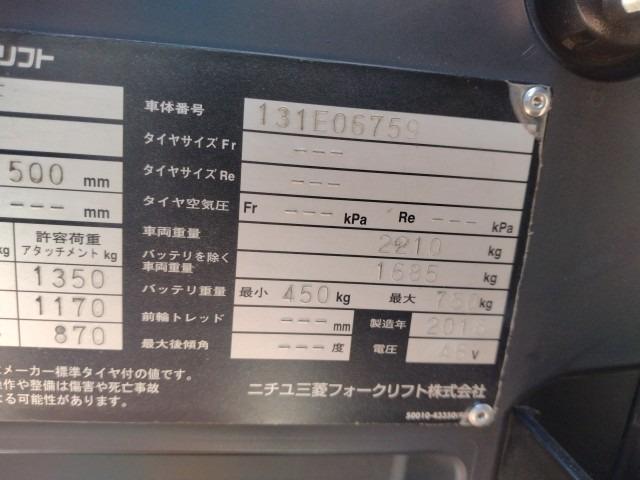 リフト
車体番号 131E06759
タイヤサイズ Fr ---
タイヤサイズ Re ---
500 mm
タイヤ空気圧 Fr --- kPa Re --- kPa
--- mm
車両重量 2210 kg
許容荷重
アタッチメント kg
バッテリを除く
車両重量 1685 kg
1350
バッテリ重量 最小 450 kg 最大 kg
1170
前輪トレッド --- mm 製造年
870
最大後傾角 --- 度 電圧 V
メーカー標準タイヤ付の値です。
作や整備は傷害や死亡事故
る可能性があります。
ニチユ三菱フォークリフト株式会社